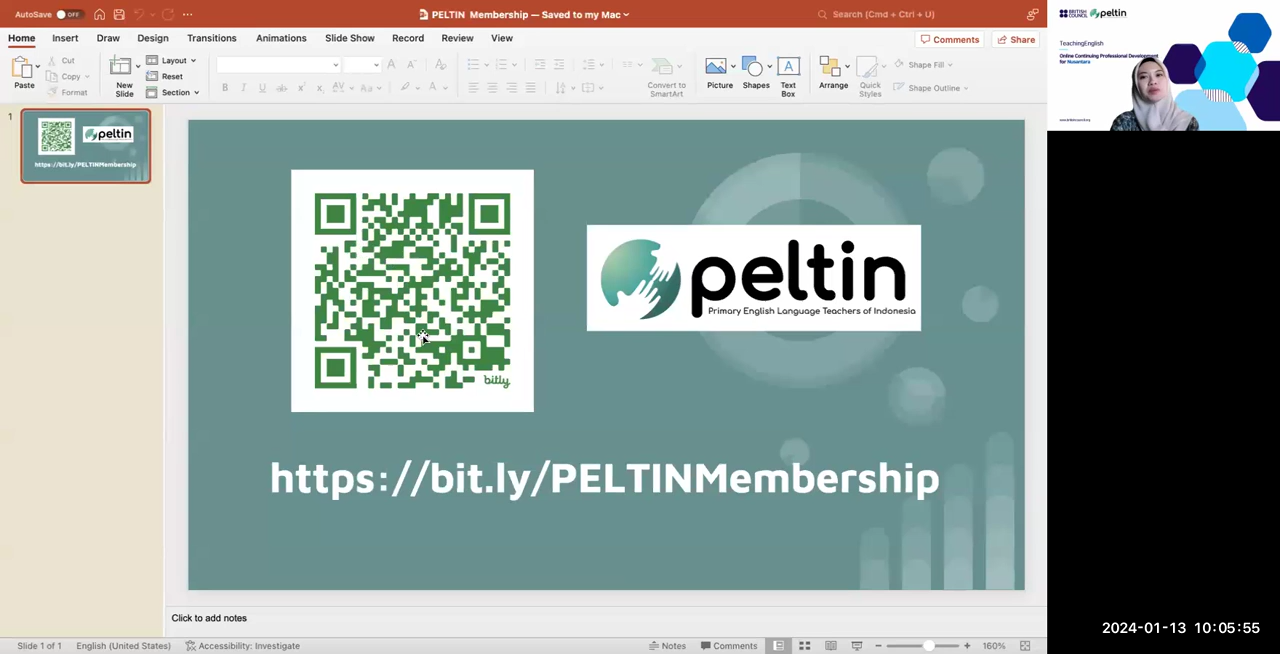 AutoSave OFF
PELTIN Membership — Saved to my Mac
Search (Cmd + Ctrl + U)
Home Insert Draw Design Transitions Animations Slide Show Record Review View
Comments Share
Paste
Cut
Copy
Format
New Slide
Layout
Reset
Section
B I U ab
Convert to SmartArt
Picture
Shapes
Text Box
Arrange
Quick Styles
Shape Fill
Shape Outline
1
peltin
https://bit.ly/PELTINMembership
bitly
peltin
Primary English Language Teachers of Indonesia
https://bit.ly/PELTINMembership
Click to add notes
Slide 1 of 1 English (United States) Accessibility: Investigate
Notes Comments 160%
BRITISH COUNCIL peltin
TeachingEnglish
Online Continuing Professional Development
for Nusantara
2024-01-13 10:05:55